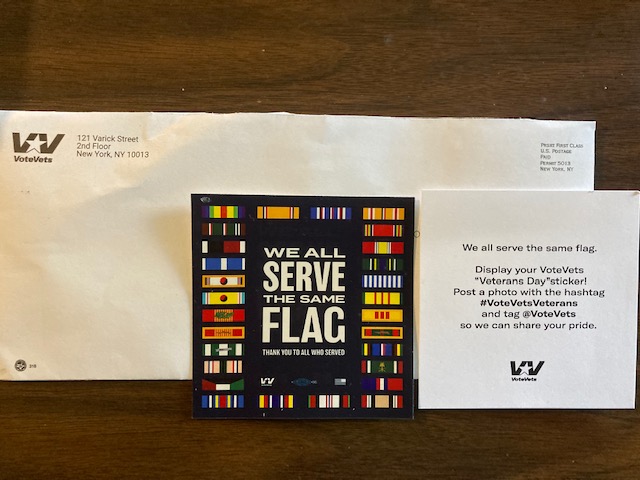 VoteVets
121 Varick Street
2nd Floor
New York, NY 10013
Prsrt First Class
U.S. Postage
Paid
Permit 5013
New York, NY
WE ALL
SERVE
THE SAME
FLAG
THANK YOU TO ALL WHO SERVED
We all serve the same flag.
Display your VoteVets
"Veterans Day"sticker!
Post a photo with the hashtag
#VoteVetsVeterans
and tag @VoteVets
so we can share your pride.
VoteVets